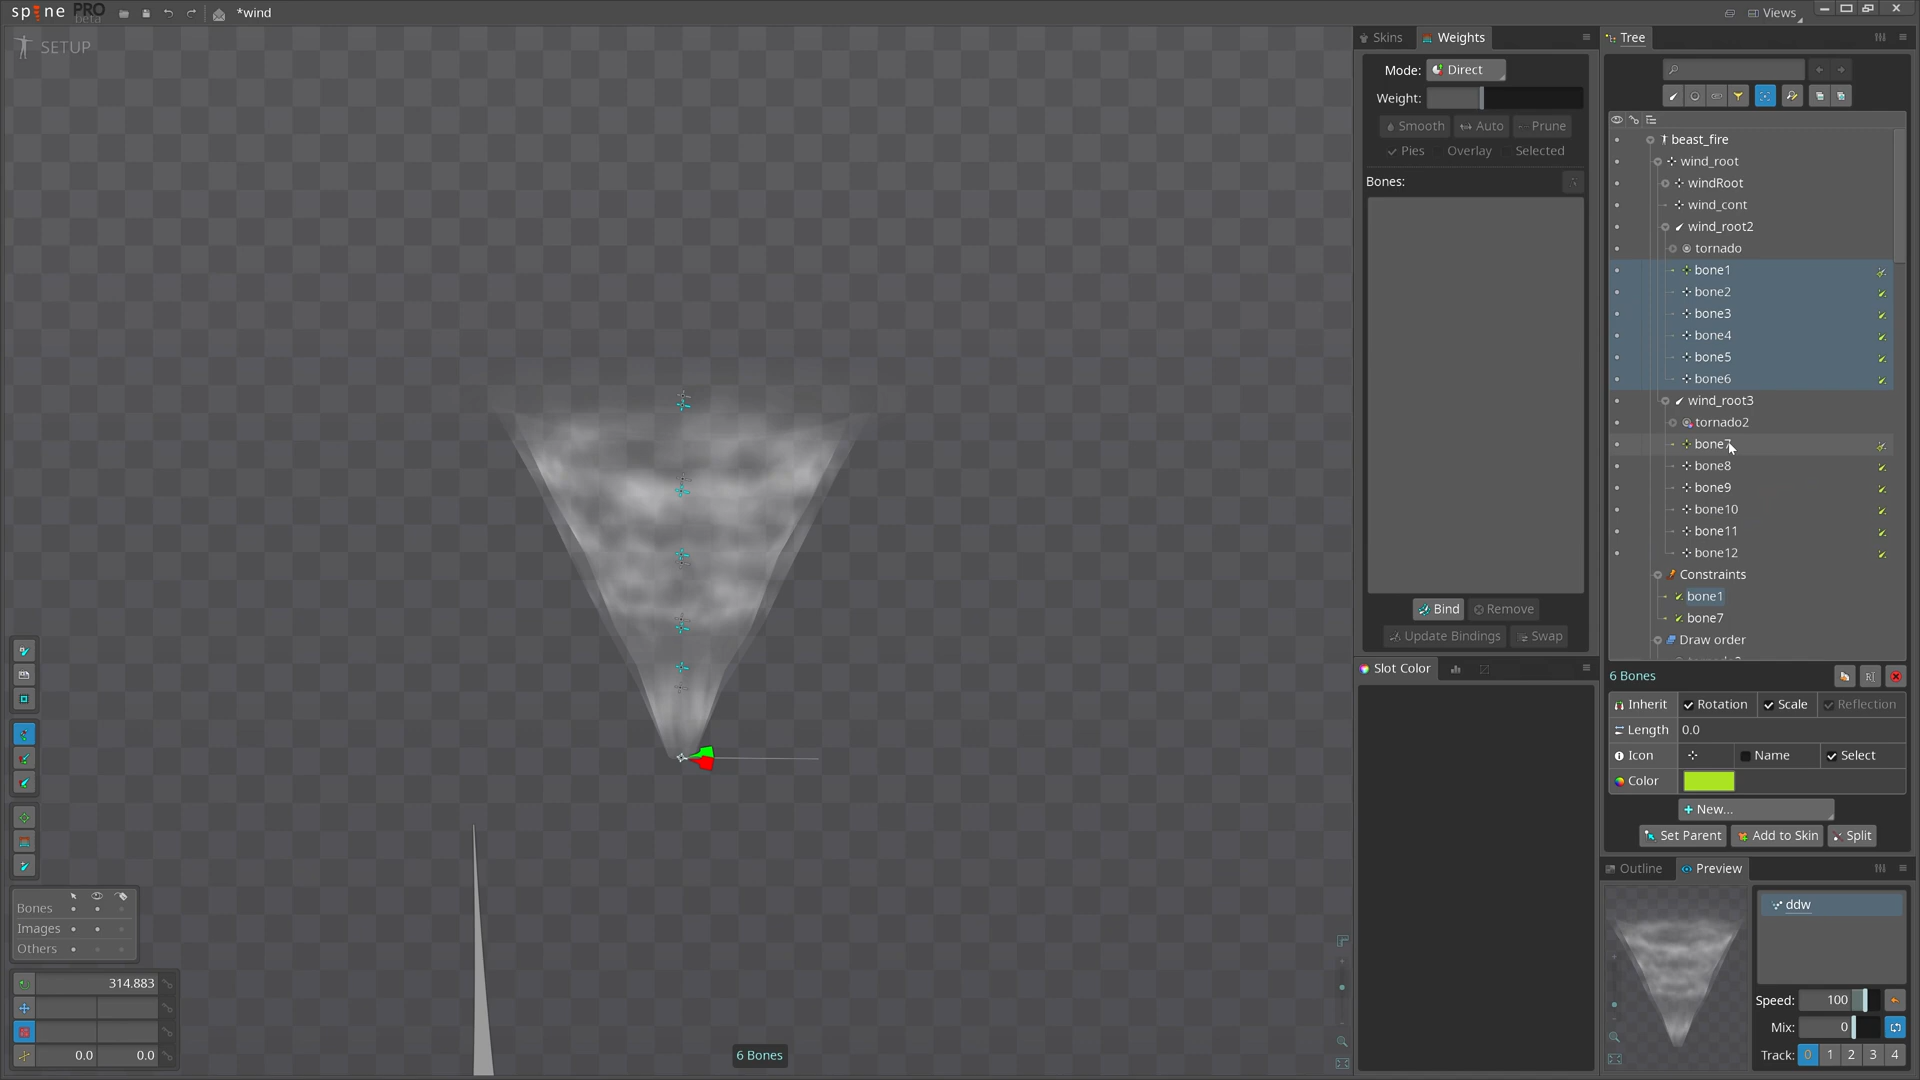 spine PRO beta
*wind
Views
SETUP
Skins
Weights
Tree
Mode: Direct
Weight:
Smooth Auto Prune
Pies Overlay Selected
Bones:
Bind Remove
Update Bindings Swap
Slot Color
beast_fire
wind_root
windRoot
wind_cont
wind_root2
tornado
bone1
bone2
bone3
bone4
bone5
bone6
wind_root3
tornado2
bone7
bone8
bone9
bone10
bone11
bone12
Constraints
bone1
bone7
Draw order
6 Bones
Inherit Rotation Scale Reflection
Length 0.0
Icon Name Select
Color
New...
Set Parent Add to Skin Split
Outline Preview
ddw
Speed: 100
Mix: 0
Track: 0 1 2 3 4
Bones
Images
Others
314.883
0.0 0.0
6 Bones